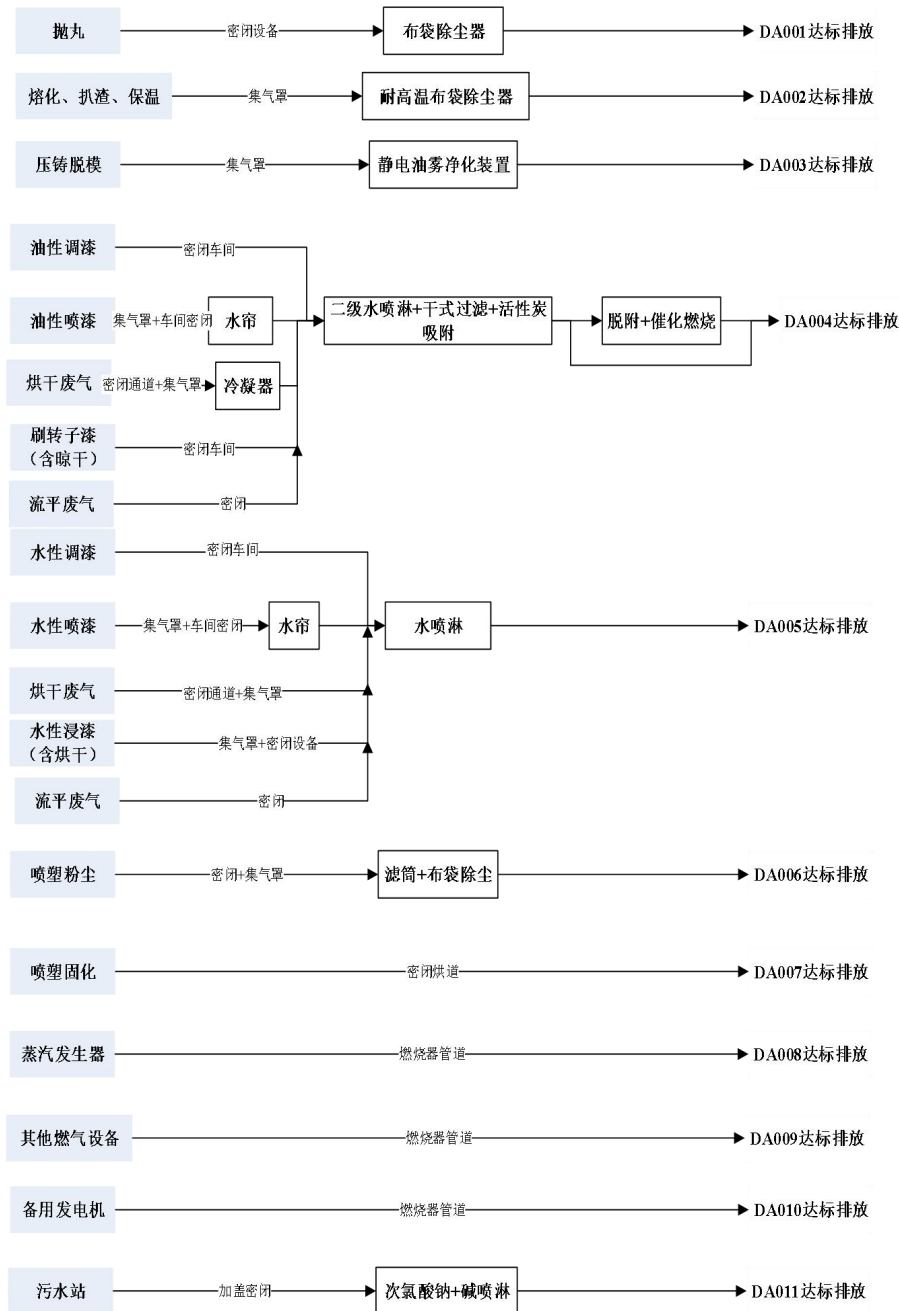 抛丸 密闭设备 布袋除尘器 DA001达标排放
熔化、扒渣、保温 集气罩 耐高温布袋除尘器 DA002达标排放
压铸脱模 集气罩 静电油雾净化装置 DA003达标排放
油性调漆 密闭车间
油性喷漆 集气罩+车间密闭 水帘 二级水喷淋+干式过滤+活性炭
吸附 脱附+催化燃烧 DA004达标排放
烘干废气 密闭通道+集气罩 冷凝器
刷转子漆
（含晾干） 密闭车间
流平废气 密闭
水性调漆 密闭车间
水性喷漆 集气罩+车间密闭 水帘 水喷淋 DA005达标排放
烘干废气 密闭通道+集气罩
水性浸漆
（含烘干） 集气罩+密闭设备
流平废气 密闭
喷塑粉尘 密闭+集气罩 滤筒+布袋除尘 DA006达标排放
喷塑固化 密闭烘道 DA007达标排放
蒸汽发生器 燃烧器管道 DA008达标排放
其他燃气设备 燃烧器管道 DA009达标排放
备用发电机 燃烧器管道 DA010达标排放
污水站 加盖密闭 次氯酸钠+碱喷淋 DA011达标排放